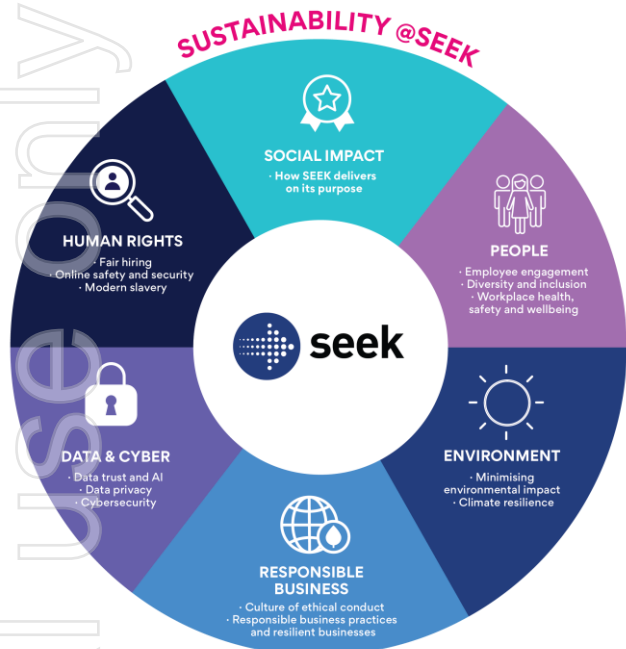 SUSTAINABILITY @SEEK
SOCIAL IMPACT
· How SEEK delivers
on its purpose
PEOPLE
· Employee engagement
· Diversity and inclusion
· Workplace health,
safety and wellbeing
ENVIRONMENT
· Minimising
environmental impact
· Climate resilience
RESPONSIBLE
BUSINESS
· Culture of ethical conduct
· Responsible business practices
and resilient businesses
DATA & CYBER
· Data trust and AI
· Data privacy
· Cybersecurity
HUMAN RIGHTS
· Fair hiring
· Online safety and security
· Modern slavery
seek
use only